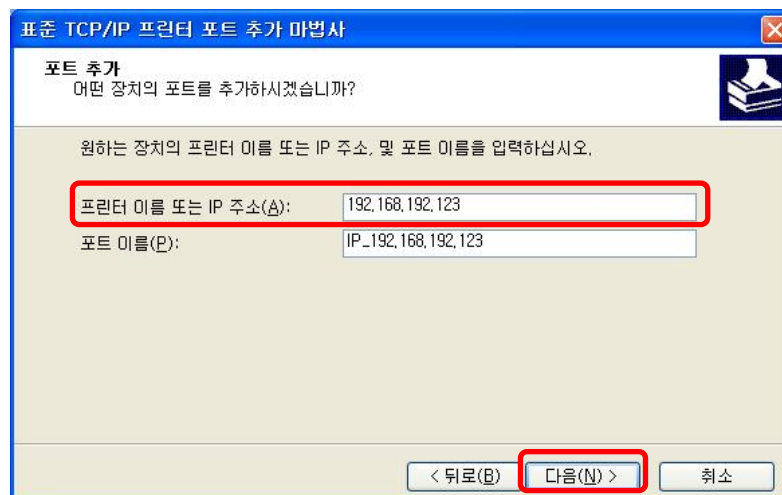 표준 TCP/IP 프린터 포트 추가 마법사
포트 추가
어떤 장치의 포트를 추가하시겠습니까?
원하는 장치의 프린터 이름 또는 IP 주소, 및 포트 이름을 입력하십시오.
프린터 이름 또는 IP 주소(A): 192.168.192.123
포트 이름(P): IP_192.168.192.123
< 뒤로(B) 다음(N) > 취소